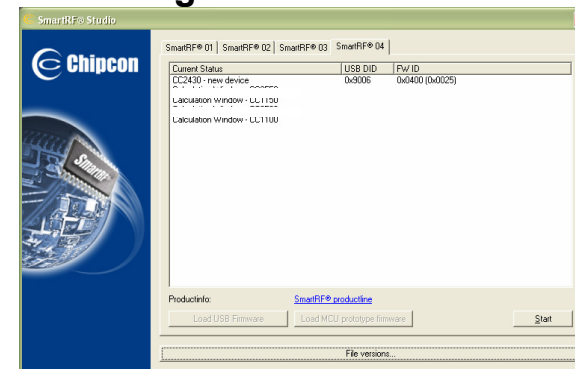 SmartRF® Studio
Chipcon
SmartRF® 01 SmartRF® 02 SmartRF® 03 SmartRF® 04
Current Status USB DID FW ID
CC2430 - new device 0x9006 0x0400 (0x0025)
Calculation Window - CC1150
Calculation Window - CC1100
SmartRF
Productinfo: SmartRF® productline
Load USB Firmware Load MCU prototype firmware Start
File versions...